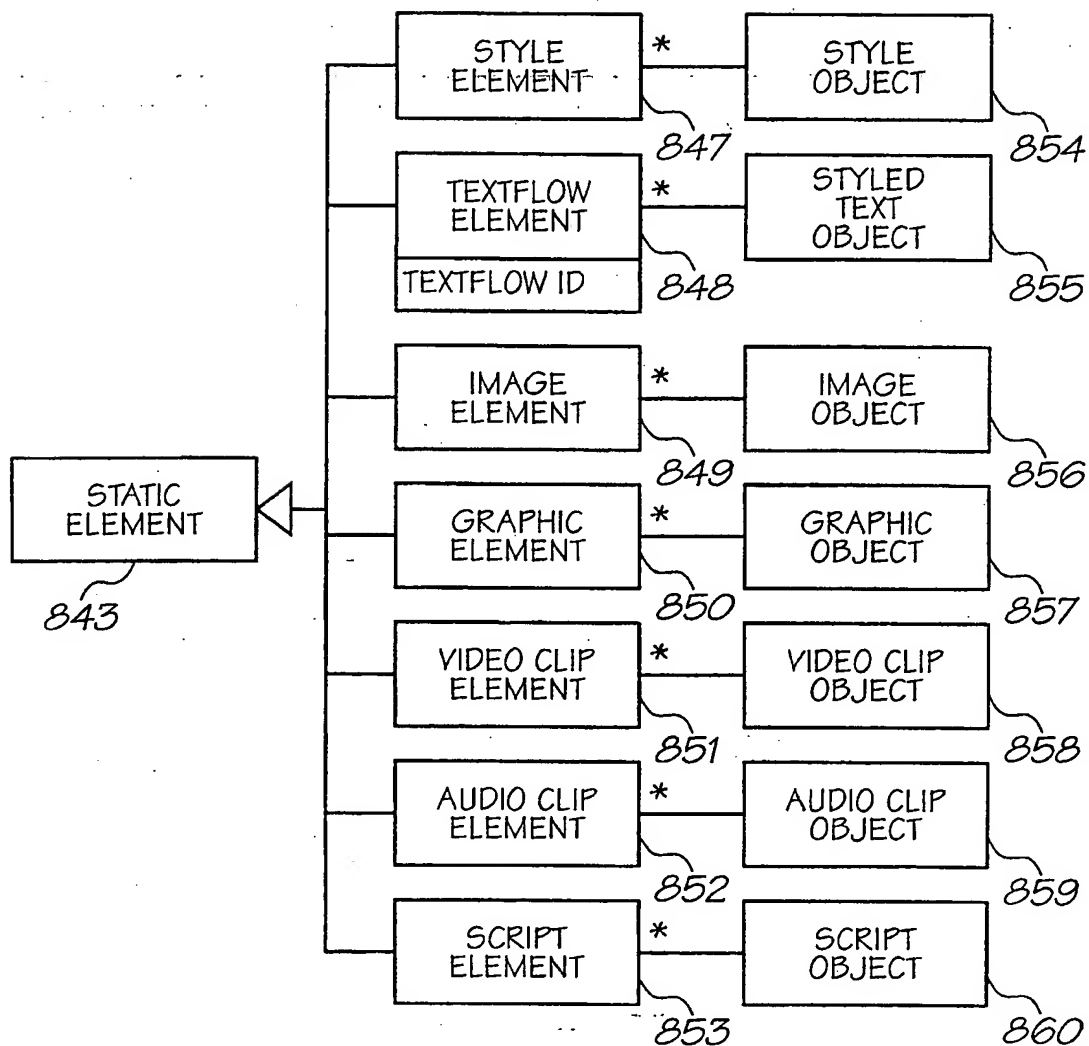 STYLE
ELEMENT
*
STYLE
OBJECT
847
854
TEXTFLOW
ELEMENT
*
STYLED
TEXT
OBJECT
TEXTFLOW ID
848
855
IMAGE
ELEMENT
*
IMAGE
OBJECT
849
856
STATIC
ELEMENT
843
GRAPHIC
ELEMENT
*
GRAPHIC
OBJECT
850
857
VIDEO CLIP
ELEMENT
*
VIDEO CLIP
OBJECT
851
858
AUDIO CLIP
ELEMENT
*
AUDIO CLIP
OBJECT
852
859
SCRIPT
ELEMENT
*
SCRIPT
OBJECT
853
860